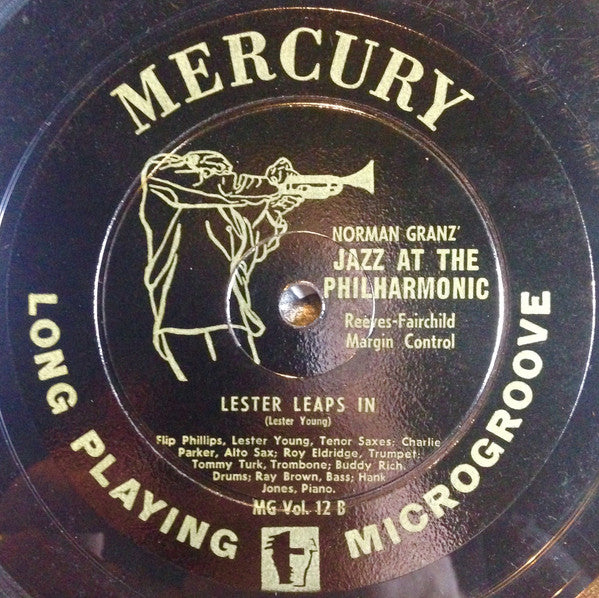 MERCURY
NORMAN GRANZ'
JAZZ AT THE
PHILHARMONIC
Reeves-Fairchild
Margin Control
LESTER LEAPS IN
(Lester Young)
Flip Phillips, Lester Young, Tenor Saxes; Charlie
Parker, Alto Sax; Roy Eldridge, Trumpet;
Tommy Turk, Trombone; Buddy Rich,
Drums; Ray Brown, Bass; Hank
Jones, Piano.
MG Vol. 12 B
LONG PLAYING MICROGROOVE